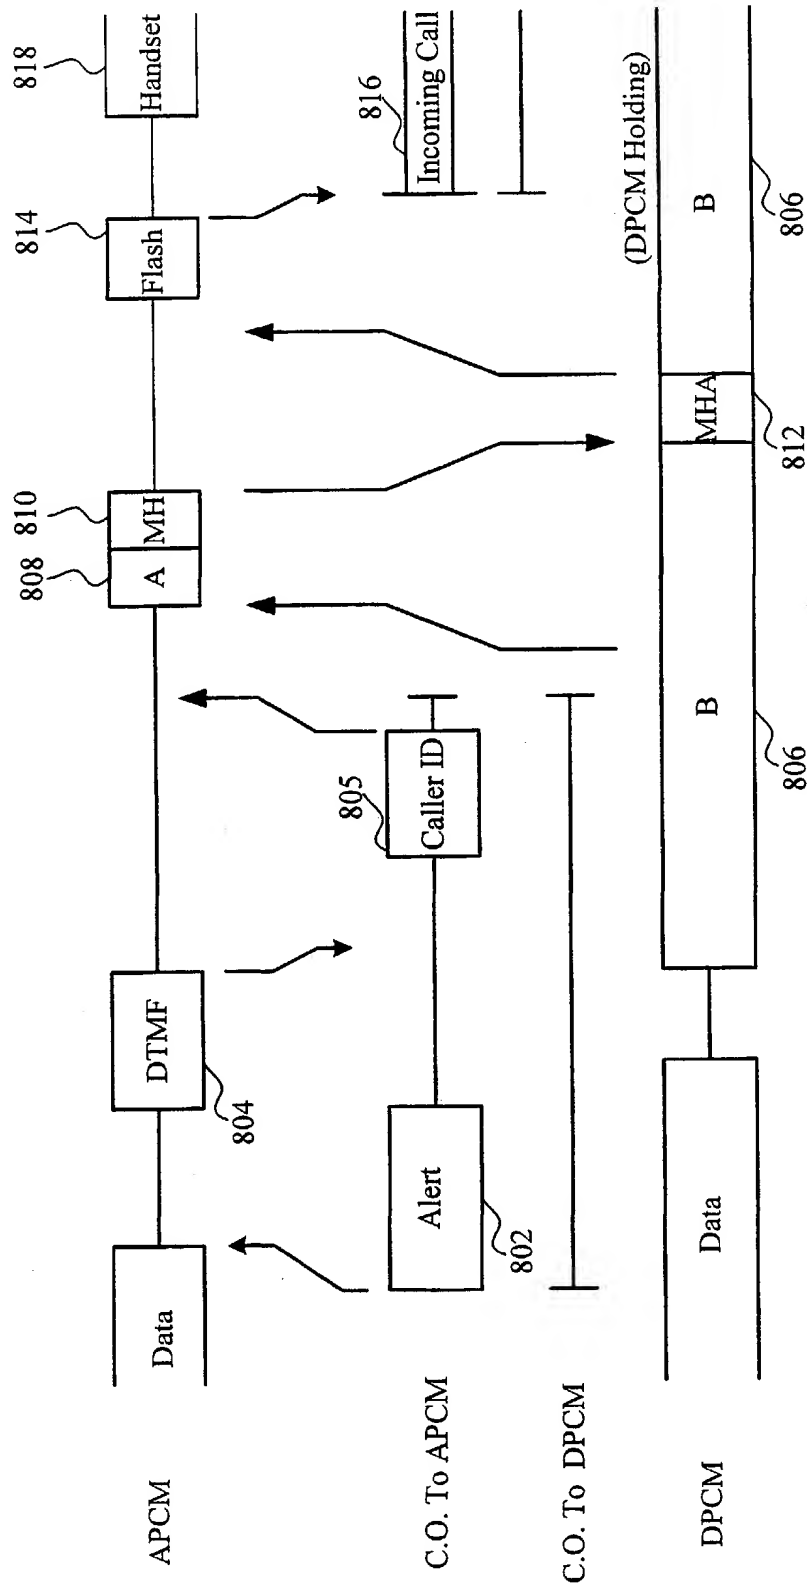 APCM
Data
DTMF
804
A
808
MH
810
Flash
814
Handset
818
C.O. To APCM
Alert
802
Caller ID
805
Incoming Call
816
C.O. To DPCM
DPCM
Data
B
806
MHA
812
B
806
(DPCM Holding)